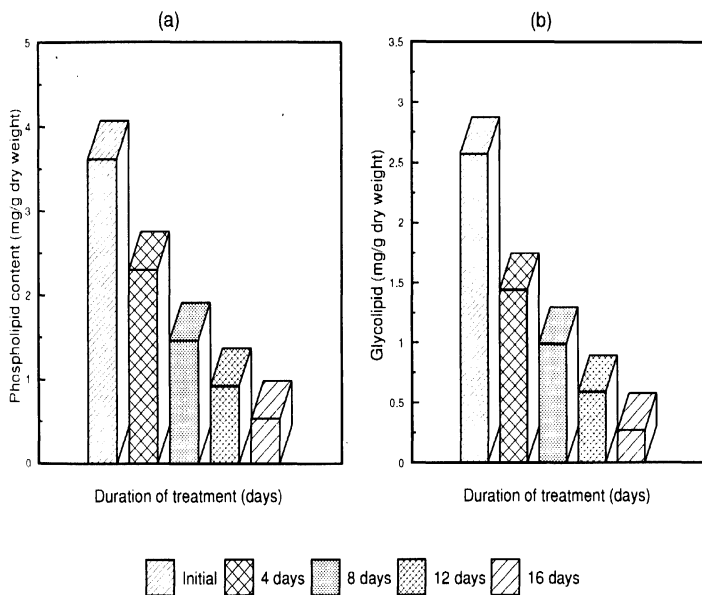 (a)
(b)
Phospholipid content (mg/g dry weight)
5
4
3
2
1
0
Duration of treatment (days)
Glycolipid (mg/g dry weight)
3.5
3
2.5
2
1.5
1
0.5
0
Duration of treatment (days)
Initial
4 days
8 days
12 days
16 days